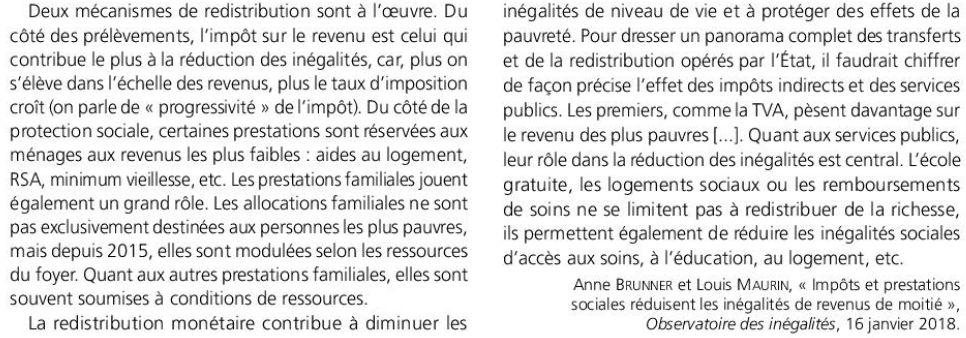 Deux mécanismes de redistribution sont à l'œuvre. Du
côté des prélèvements, l'impôt sur le revenu est celui qui
contribue le plus à la réduction des inégalités, car, plus on
s'élève dans l'échelle des revenus, plus le taux d'imposition
croît (on parle de « progressivité » de l'impôt). Du côté de la
protection sociale, certaines prestations sont réservées aux
ménages aux revenus les plus faibles : aides au logement,
RSA, minimum vieillesse, etc. Les prestations familiales jouent
également un grand rôle. Les allocations familiales ne sont
pas exclusivement destinées aux personnes les plus pauvres,
mais depuis 2015, elles sont modulées selon les ressources
du foyer. Quant aux autres prestations familiales, elles sont
souvent soumises à conditions de ressources.
La redistribution monétaire contribue à diminuer les
inégalités de niveau de vie et à protéger des effets de la
pauvreté. Pour dresser un panorama complet des transferts
et de la redistribution opérés par l'État, il faudrait chiffrer
de façon précise l'effet des impôts indirects et des services
publics. Les premiers, comme la TVA, pèsent davantage sur
le revenu des plus pauvres [...]. Quant aux services publics,
leur rôle dans la réduction des inégalités est central. L'école
gratuite, les logements sociaux ou les remboursements
de soins ne se limitent pas à redistribuer de la richesse,
ils permettent également de réduire les inégalités sociales
d'accès aux soins, à l'éducation, au logement, etc.
Anne BRUNNER et Louis MAURIN, « Impôts et prestations
sociales réduisent les inégalités de revenus de moitié »,
Observatoire des inégalités, 16 janvier 2018.